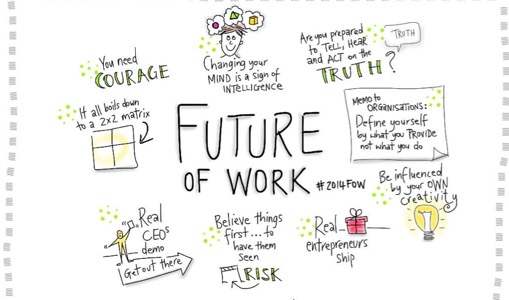 You need
COURAGE
Changing your
MIND is a sign of
INTELLIGENCE
Are you prepared
to TELL, HEAR
and ACT on the
TRUTH?
TRUTH
It all boils down
to a 2x2 matrix
FUTURE
OF WORK
#2014FOW
MEMO to
ORGANISATIONS:
Define yourself
by what you PROVIDE
not what you do
Be influenced
by your OWN
creativity
Real
CEOs
demo
Get out there
Believe things
first...to
have them
seen
RISK
Real
entrepreneurs
ship